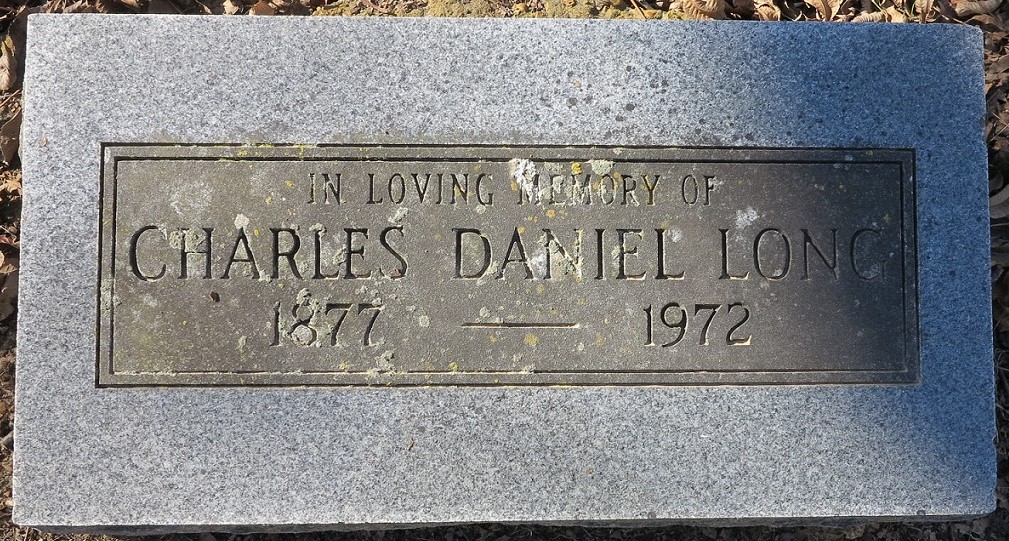 IN LOVING MEMORY OF
CHARLES DANIEL LONG
1877 — 1972